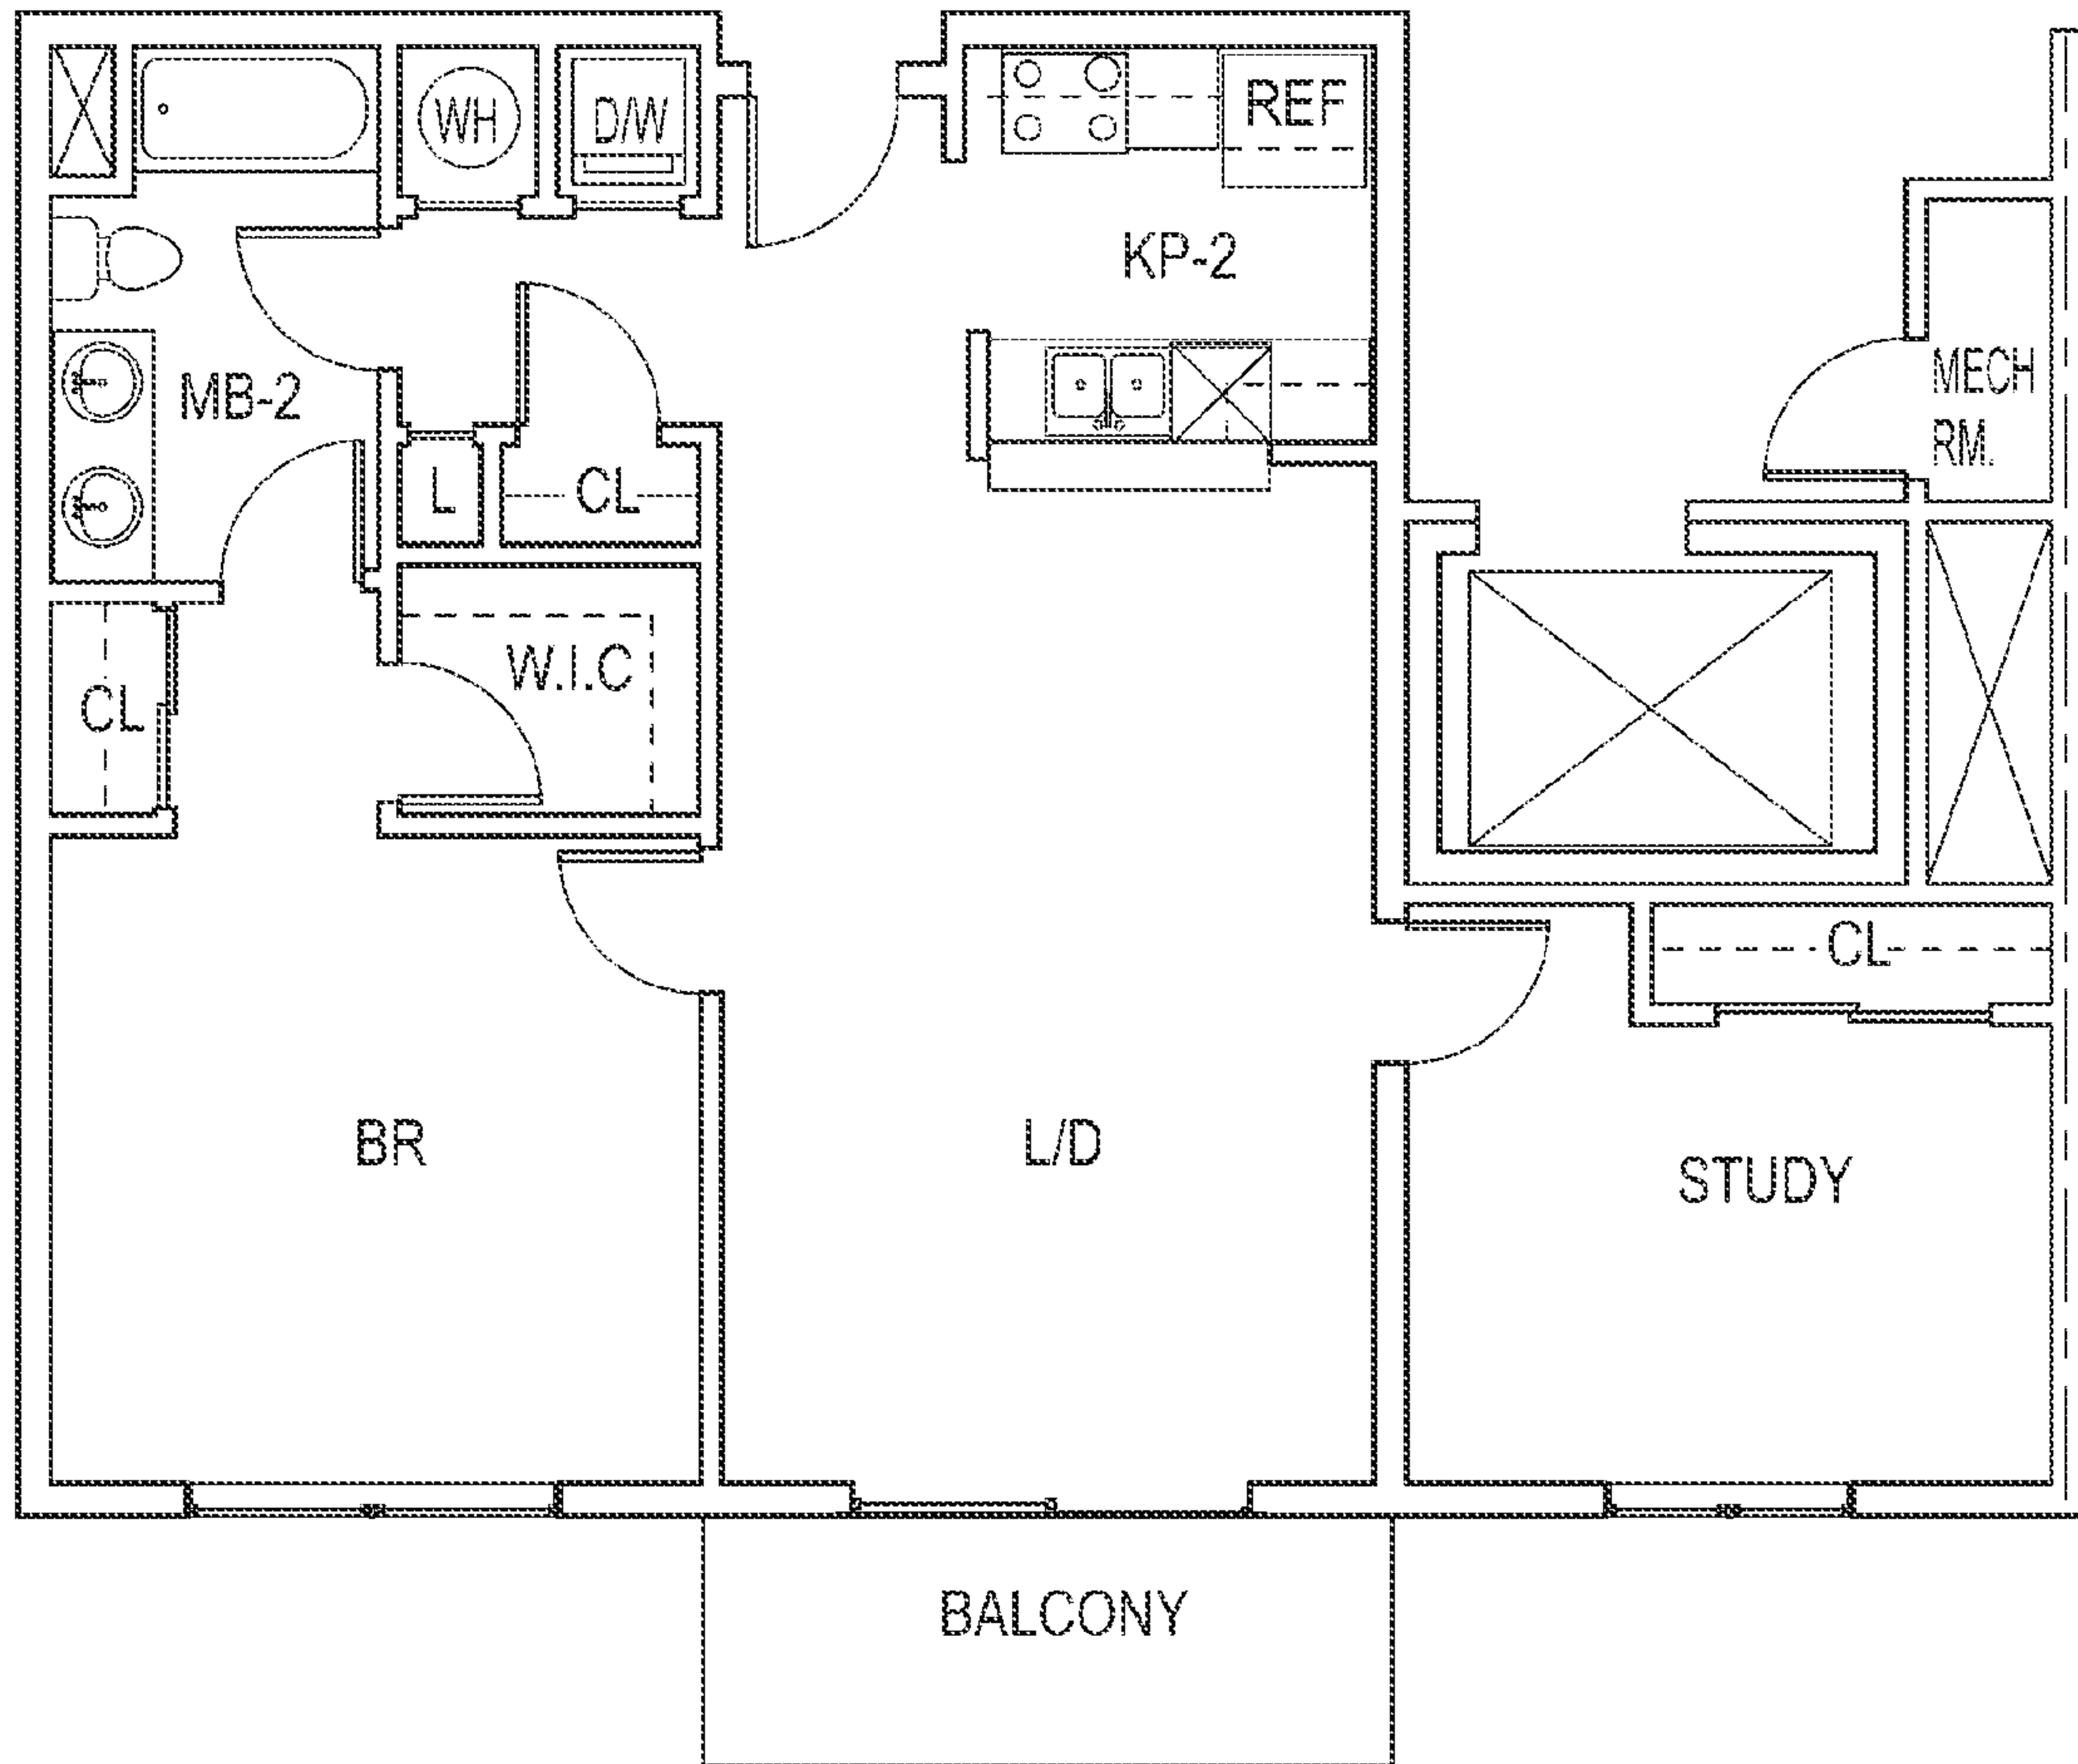 WH
D/W
REF
KP-2
MB-2
MECH
RM.
L
CL
W.I.C
CL
CL
BR
L/D
STUDY
BALCONY